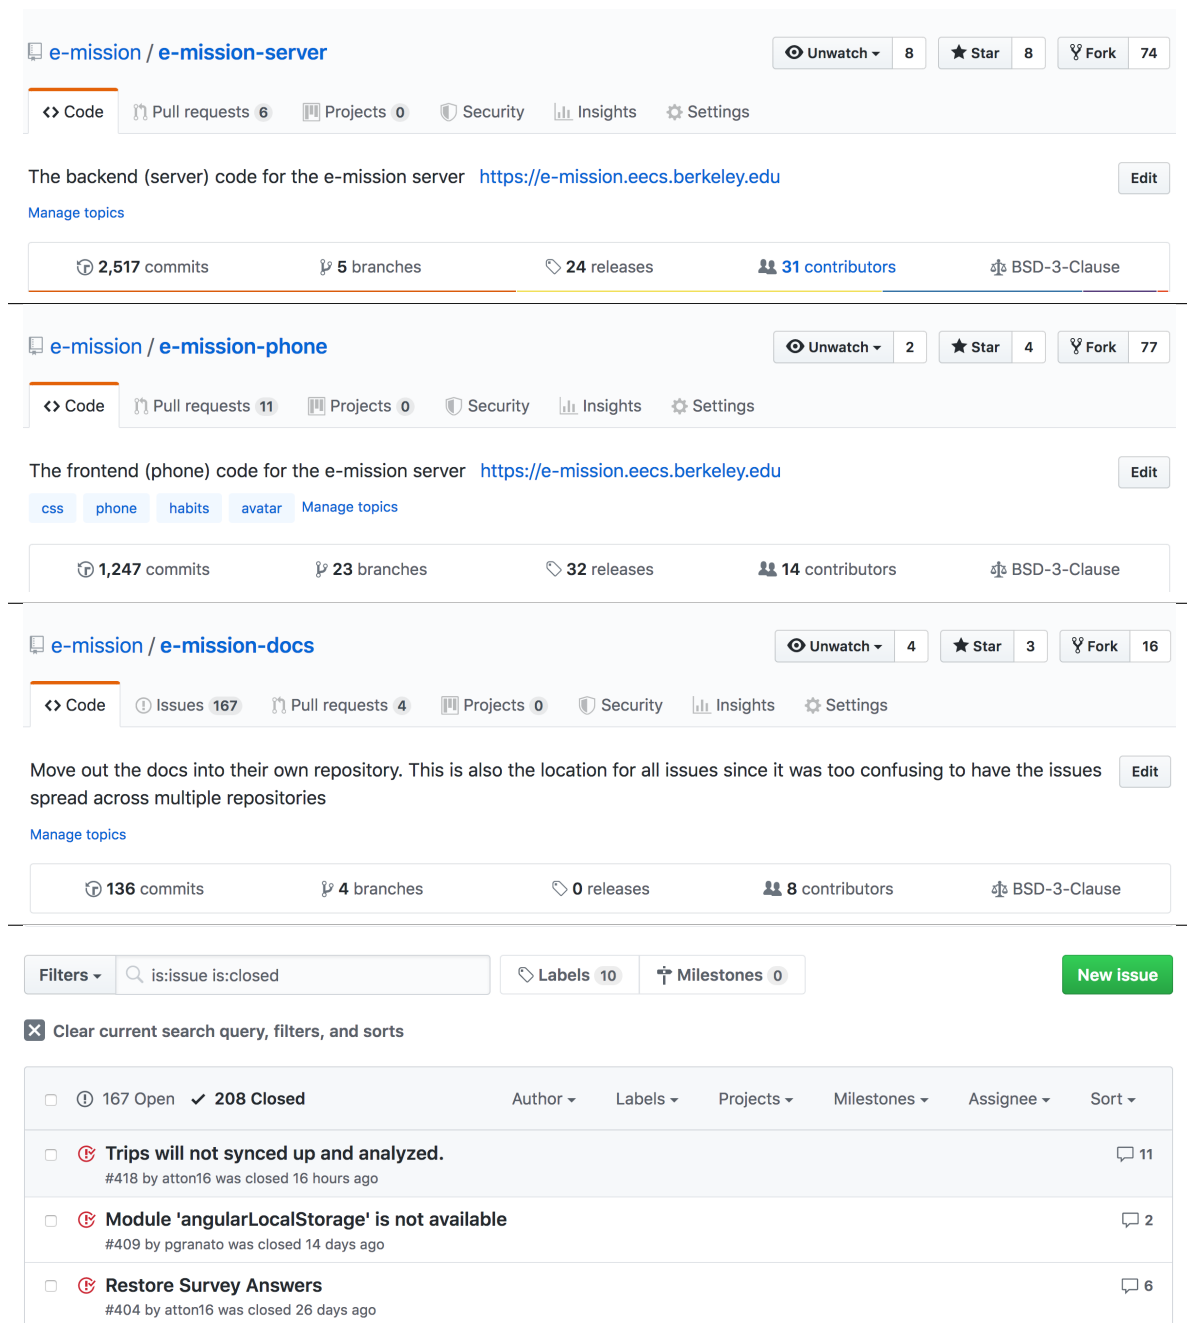 e-mission / e-mission-server Unwatch 8 Star 8 Fork 74
Code Pull requests 6 Projects 0 Security Insights Settings
The backend (server) code for the e-mission server https://e-mission.eecs.berkeley.edu Edit
Manage topics
2,517 commits 5 branches 24 releases 31 contributors BSD-3-Clause
e-mission / e-mission-phone Unwatch 2 Star 4 Fork 77
Code Pull requests 11 Projects 0 Security Insights Settings
The frontend (phone) code for the e-mission server https://e-mission.eecs.berkeley.edu Edit
css phone habits avatar Manage topics
1,247 commits 23 branches 32 releases 14 contributors BSD-3-Clause
e-mission / e-mission-docs Unwatch 4 Star 3 Fork 16
Code Issues 167 Pull requests 4 Projects 0 Security Insights Settings
Move out the docs into their own repository. This is also the location for all issues since it was too confusing to have the issues Edit
spread across multiple repositories
Manage topics
136 commits 4 branches 0 releases 8 contributors BSD-3-Clause
Filters is:issue is:closed Labels 10 Milestones 0 New issue
Clear current search query, filters, and sorts
167 Open 208 Closed Author Labels Projects Milestones Assignee Sort
Trips will not synced up and analyzed. 11
#418 by atton16 was closed 16 hours ago
Module 'angularLocalStorage' is not available 2
#409 by pgranato was closed 14 days ago
Restore Survey Answers 6
#404 by atton16 was closed 26 days ago